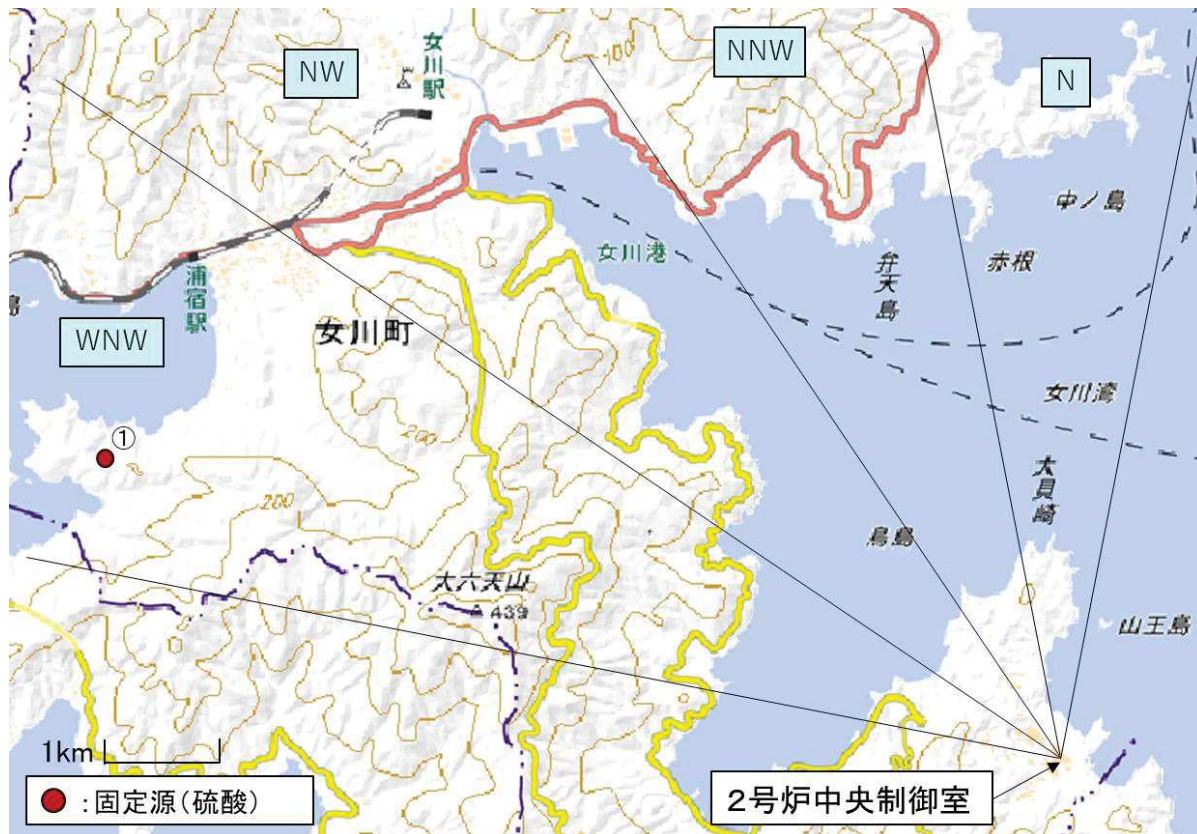 NW
女川駅
100
NNW
N
中ノ島
女川港
弁天島
赤根
浦宿駅
島
WNW
女川町
女川湾
200
①
大貝崎
200
鳥島
大六天山
439
山王島
1km
:固定源(硫酸)
2号炉中央制御室